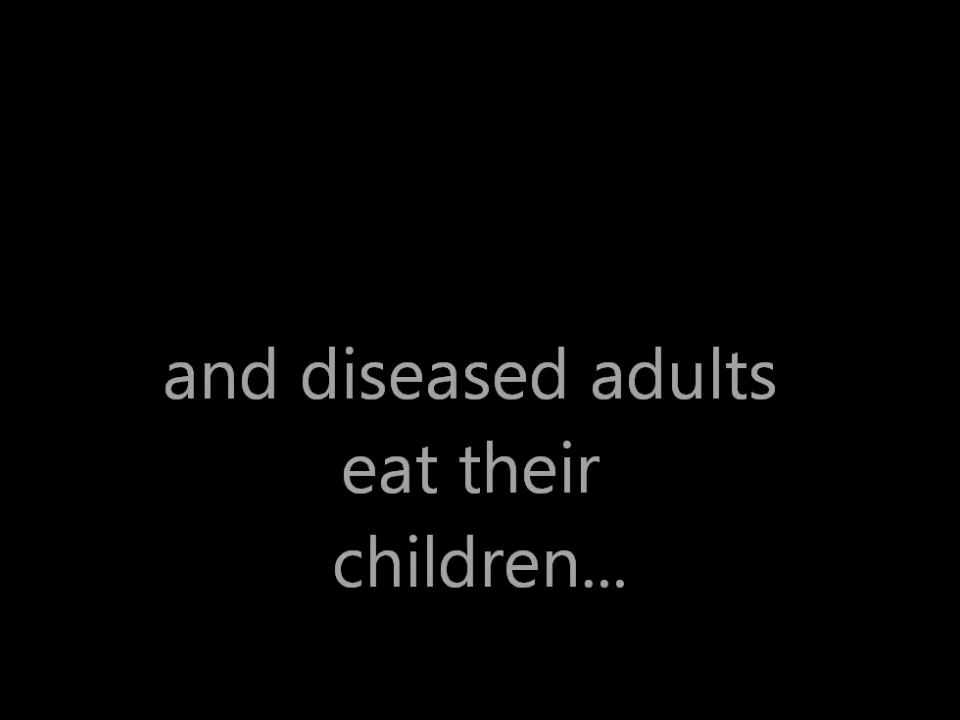 and diseased adults
eat their
children...